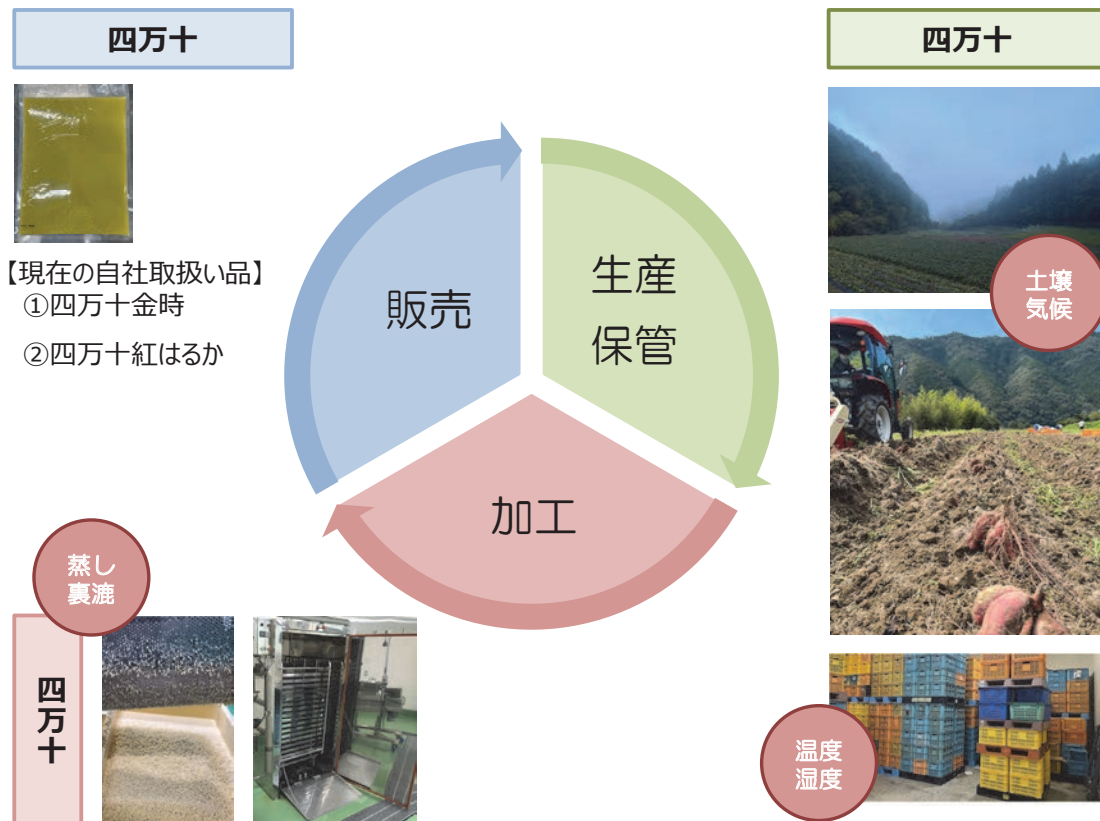 四万十
四万十
【現在の自社取扱い品】
①四万十金時
②四万十紅はるか
販売
生産
保管
加工
土壌
気候
蒸し
裏漉
四万十
温度
湿度